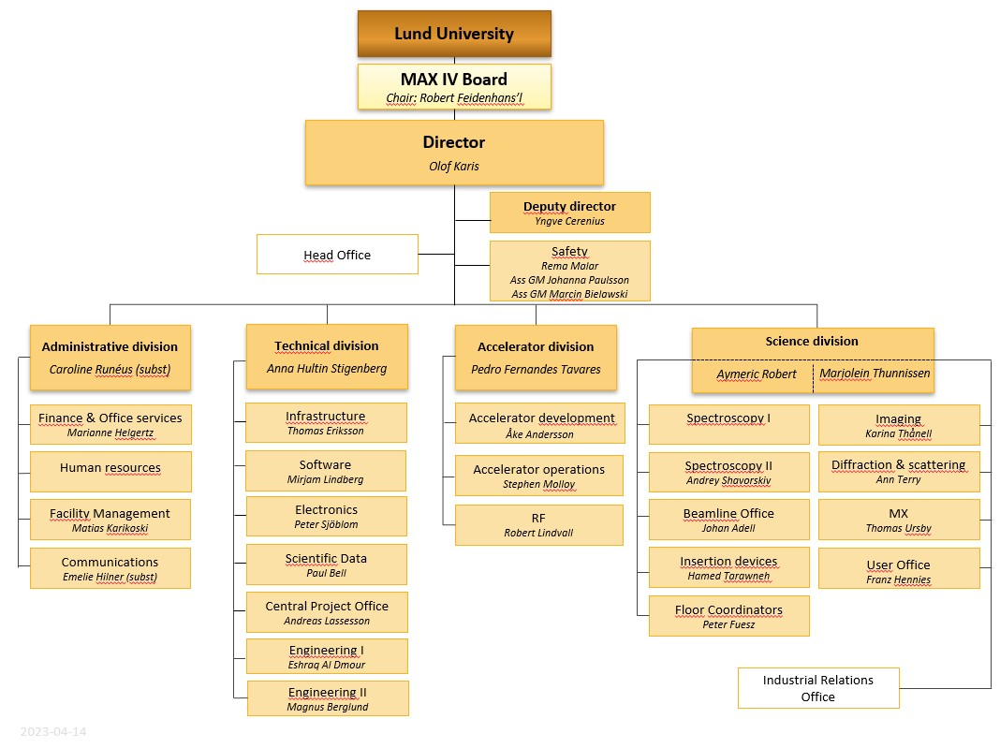 Lund University
MAX IV Board
Chair: Robert Feidenhans’l
Director
Olof Karis
Deputy director
Yngve Cerenius
Head Office
Safety
Rema Malar
Ass GM Johanna Paulsson
Ass GM Marcin Bielawski
Administrative division
Caroline Runéus (subst)
Finance & Office services
Marianne Helgertz
Human resources
Facility Management
Matias Karikoski
Communications
Emelie Hilner (subst)
Technical division
Anna Hultin Stigenberg
Infrastructure
Thomas Eriksson
Software
Mirjam Lindberg
Electronics
Peter Sjöblom
Scientific Data
Paul Bell
Central Project Office
Andreas Lassesson
Engineering I
Eshraq Al Dmour
Engineering II
Magnus Berglund
Accelerator division
Pedro Fernandes Tavares
Accelerator development
Åke Andersson
Accelerator operations
Stephen Molloy
RF
Robert Lindvall
Science division
Aymeric Robert
Marjolein Thunnissen
Spectroscopy I
Spectroscopy II
Andrey Shavorskiy
Beamline Office
Johan Adell
Insertion devices
Hamed Tarawneh
Floor Coordinators
Peter Fuesz
Imaging
Karina Thånell
Diffraction & scattering
Ann Terry
MX
Thomas Ursby
User Office
Franz Hennies
Industrial Relations
Office
2023-04-14